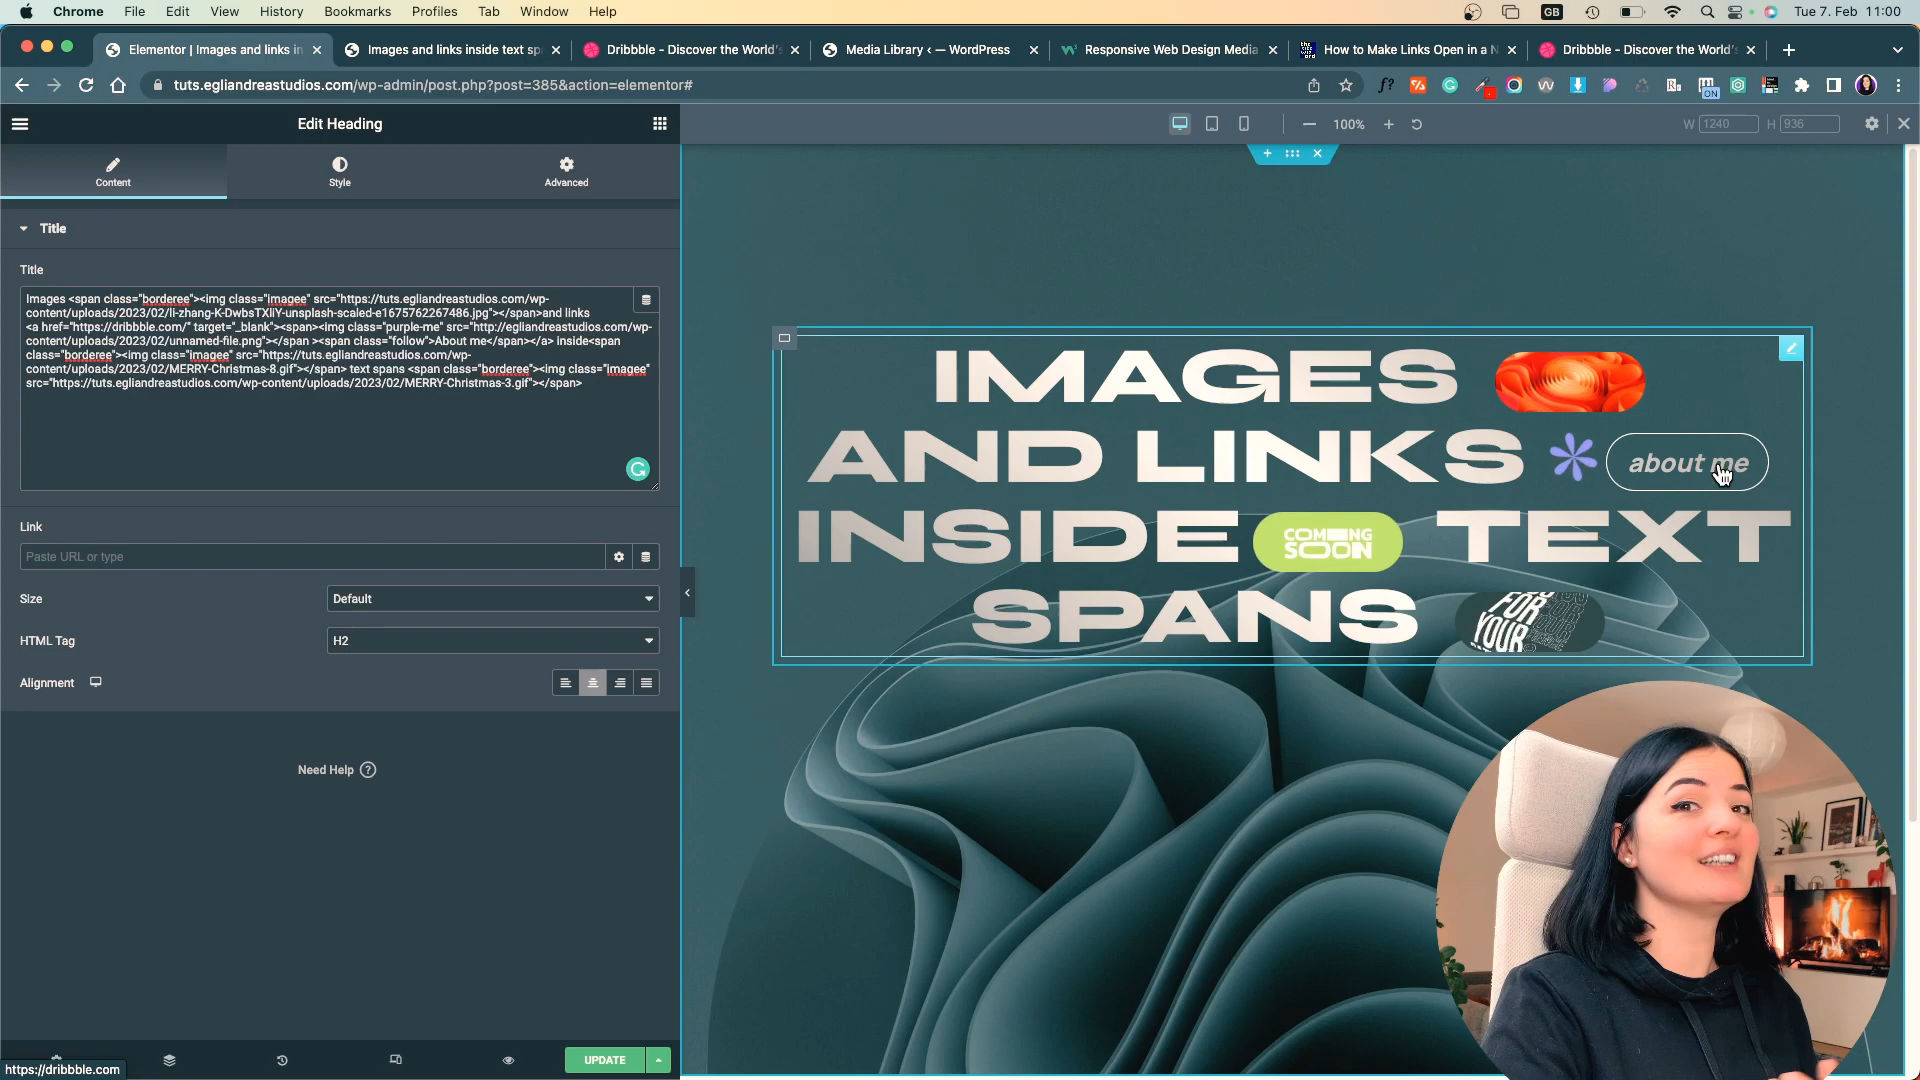 Chrome File Edit View History Bookmarks Profiles Tab Window Help
GB
Tue 7. Feb 11:00
Elementor | Images and links in
Images and links inside text sp
Dribbble - Discover the World's
Media Library ‹ — WordPress
Responsive Web Design Media
How to Make Links Open in a N
Dribbble - Discover the World's
tuts.egliandreastudios.com/wp-admin/post.php?post=385&action=elementor#
ON
Edit Heading
100%
W 1240 H 936
Content
Style
Advanced
Title
Title
Images <span class="borderee"><img class="imagee" src="https://tuts.egliandreastudios.com/wp-
content/uploads/2023/02/li-zhang-K-DwbsTXliY-unsplash-scaled-e1675762267486.jpg"></span>and links
<a href="https://dribbble.com/" target="_blank"><span><img class="purple-me" src="http://egliandreastudios.com/wp-
content/uploads/2023/02/unnamed-file.png"></span ><span class="follow">About me</span></a> inside<span
class="borderee"><img class="imagee" src="https://tuts.egliandreastudios.com/wp-
content/uploads/2023/02/MERRY-Christmas-8.gif"></span> text spans <span class="borderee"><img class="imagee"
src="https://tuts.egliandreastudios.com/wp-content/uploads/2023/02/MERRY-Christmas-3.gif"></span>
Link
Paste URL or type
Size
Default
HTML Tag
H2
Alignment
Need Help ?
UPDATE
https://dribbble.com
IMAGES
AND LINKS about me
INSIDE COMING SOON TEXT
SPANS FOR YOUR